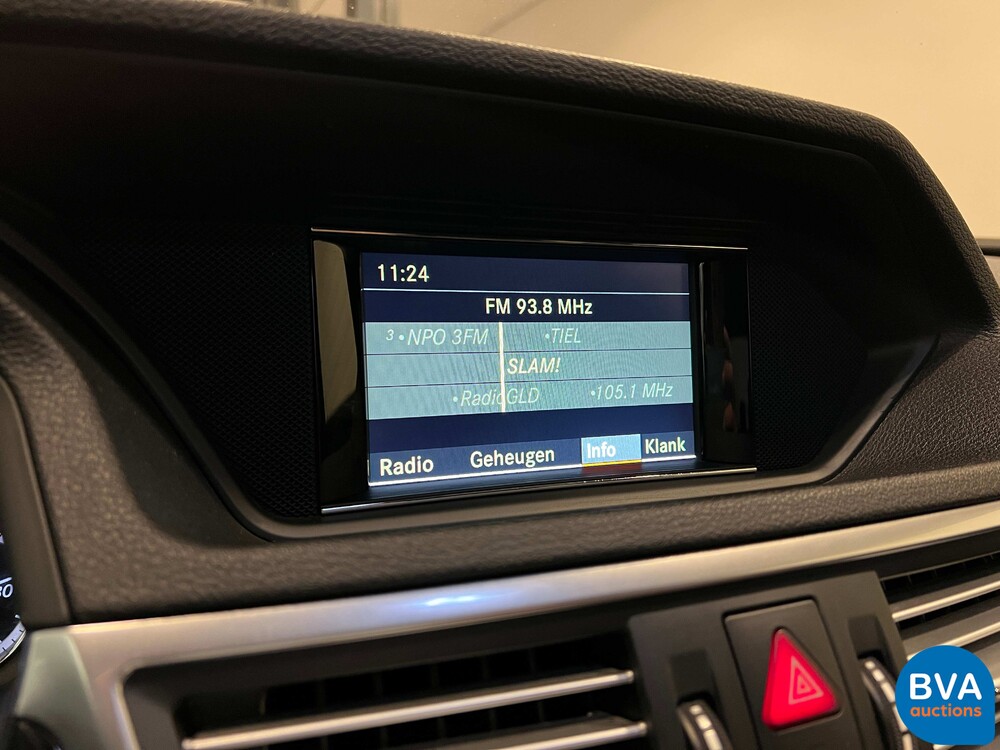 11:24
FM 93.8 MHz
3 •NPO 3FM •TIEL
SLAM!
•RadioGLD •105.1 MHz
Radio Geheugen Info Klank
BVA
auctions